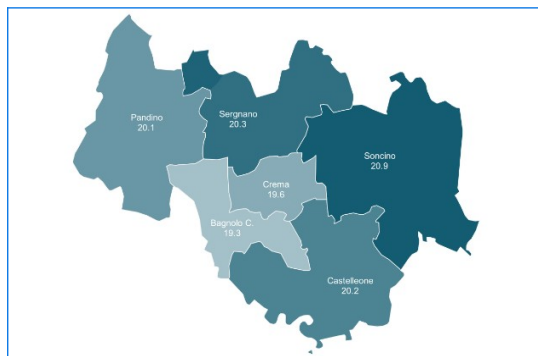 Pandino
20.1
Sergnano
20.3
Soncino
20.9
Crema
19.6
Bagnolo C.
19.3
Castelleone
20.2